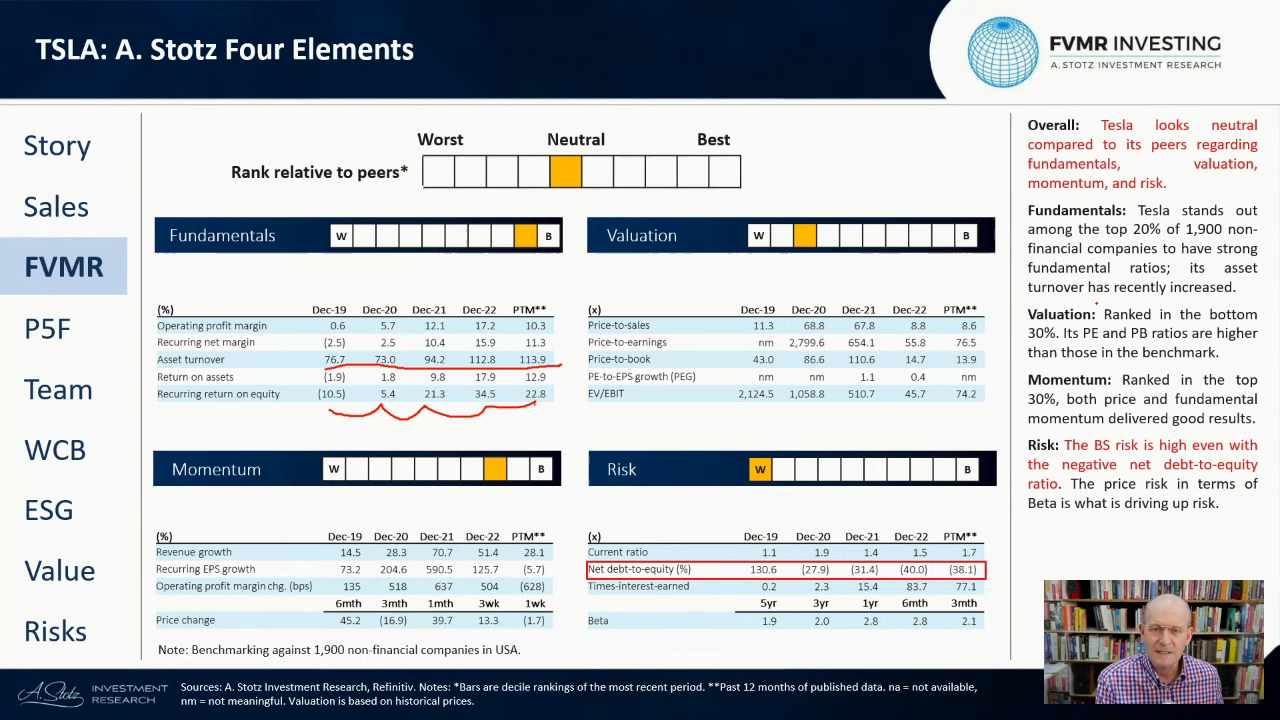 TSLA: A. Stotz Four Elements
FVMR INVESTING
A.STOTZ INVESTMENT RESEARCH
Story
Sales
FVMR
P5F
Team
WCB
ESG
Value
Risks
Worst Neutral Best
Rank relative to peers*
Fundamentals W B
(%) Dec-19 Dec-20 Dec-21 Dec-22 PTM**
Operating profit margin 0.6 5.7 12.1 17.2 10.3
Recurring net margin (2.5) 2.5 10.4 15.9 11.3
Asset turnover 76.7 73.0 94.2 112.8 113.9
Return on assets (1.9) 1.8 9.8 17.9 12.9
Recurring return on equity (10.5) 5.4 21.3 34.5 22.8
Valuation W B
(x) Dec-19 Dec-20 Dec-21 Dec-22 PTM**
Price-to-sales 11.3 68.8 67.8 8.8 8.6
Price-to-earnings nm 2,799.6 654.1 55.8 76.5
Price-to-book 43.0 86.6 110.6 14.7 13.9
PE-to-EPS growth (PEG) nm nm 1.1 0.4 nm
EV/EBIT 2,124.5 1,058.8 510.7 45.7 74.2
Momentum W B
(%) Dec-19 Dec-20 Dec-21 Dec-22 PTM**
Revenue growth 14.5 28.3 70.7 51.4 28.1
Recurring EPS growth 73.2 204.6 590.5 125.7 (5.7)
Operating profit margin chg. (bps) 135 518 637 504 (628)
6mth 3mth 1mth 3wk 1wk
Price change 45.2 (16.9) 39.7 13.3 (1.7)
Risk W B
(x) Dec-19 Dec-20 Dec-21 Dec-22 PTM**
Current ratio 1.1 1.9 1.4 1.5 1.7
Net debt-to-equity (%) 130.6 (27.9) (31.4) (40.0) (38.1)
Times-interest-earned 0.2 2.3 15.4 83.7 77.1
5yr 3yr 1yr 6mth 3mth
Beta 1.9 2.0 2.8 2.8 2.1
Note: Benchmarking against 1,900 non-financial companies in USA.
Overall: Tesla looks neutral
compared to its peers regarding
fundamentals, valuation,
momentum, and risk.
Fundamentals: Tesla stands out
among the top 20% of 1,900 non-
financial companies to have strong
fundamental ratios; its asset
turnover has recently increased.
Valuation: Ranked in the bottom
30%. Its PE and PB ratios are higher
than those in the benchmark.
Momentum: Ranked in the top
30%, both price and fundamental
momentum delivered good results.
Risk: The BS risk is high even with
the negative net debt-to-equity
ratio. The price risk in terms of
Beta is what is driving up risk.
A. Stotz INVESTMENT
RESEARCH
Sources: A. Stotz Investment Research, Refinitiv. Notes: *Bars are decile rankings of the most recent period. **Past 12 months of published data. na = not available,
nm = not meaningful. Valuation is based on historical prices.